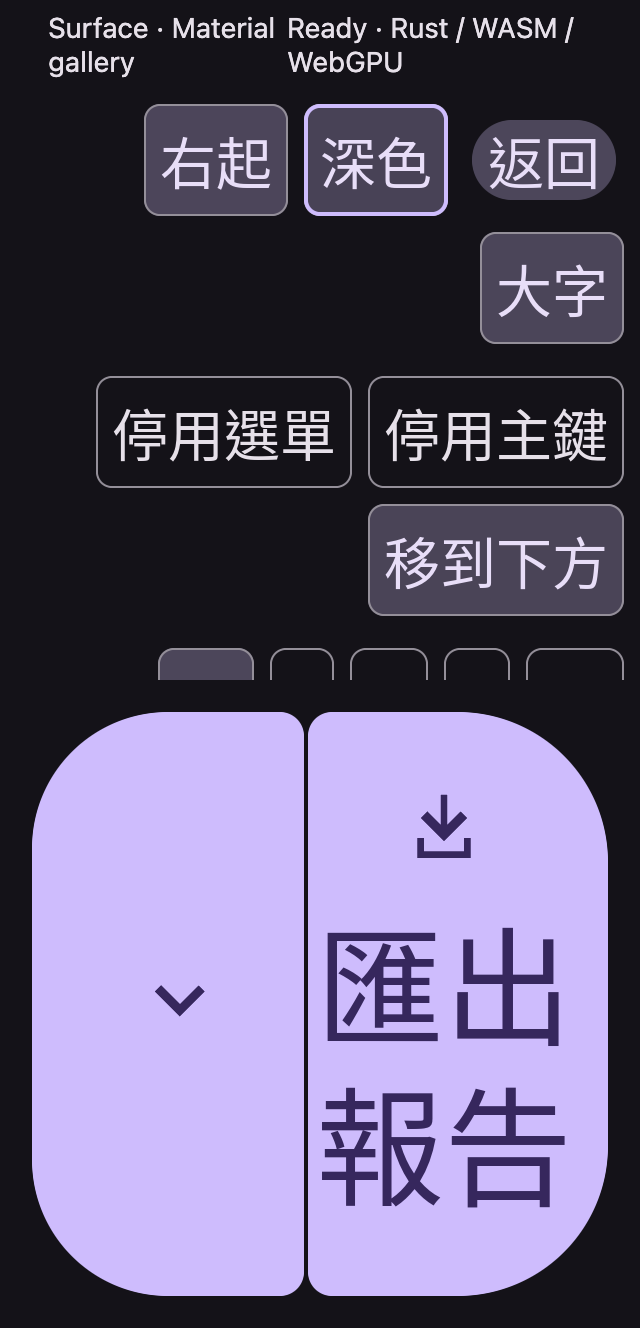 Surface · Material gallery
Ready · Rust / WASM / WebGPU
返回
深色
右起
大字
停用主鍵
停用選單
移到下方
匯出
報告